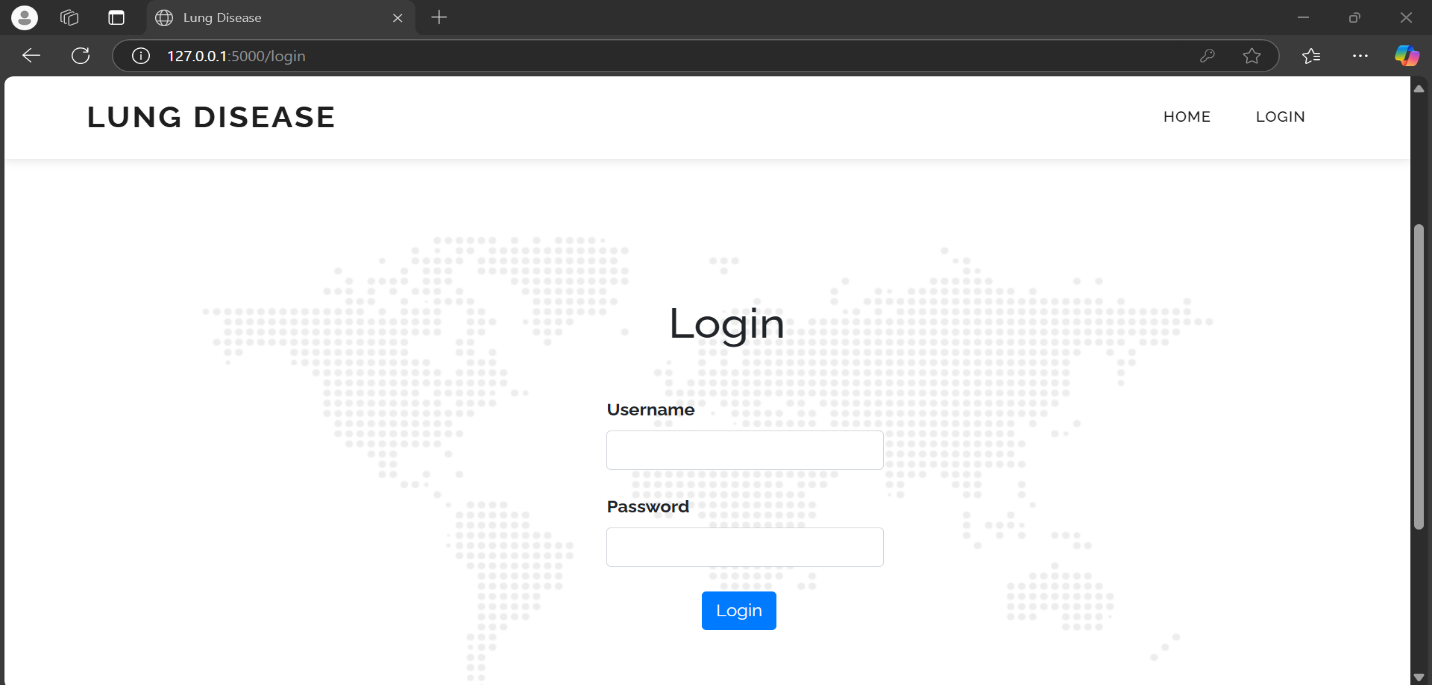 Lung Disease
127.0.0.1:5000/login
LUNG DISEASE
HOME LOGIN
Login
Username
Password
Login